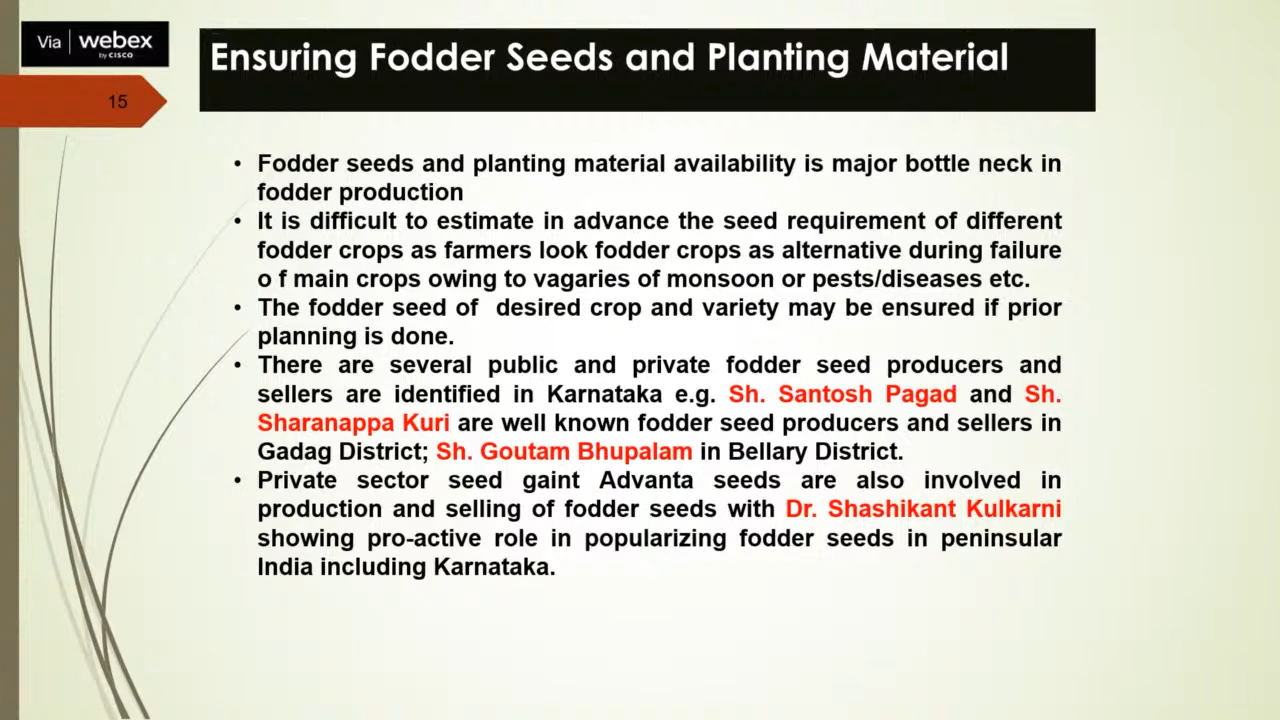 Via | webex
by CISCO
Ensuring Fodder Seeds and Planting Material
15
• Fodder seeds and planting material availability is major bottle neck in
fodder production
• It is difficult to estimate in advance the seed requirement of different
fodder crops as farmers look fodder crops as alternative during failure
o f main crops owing to vagaries of monsoon or pests/diseases etc.
• The fodder seed of desired crop and variety may be ensured if prior
planning is done.
• There are several public and private fodder seed producers and
sellers are identified in Karnataka e.g. Sh. Santosh Pagad and Sh.
Sharanappa Kuri are well known fodder seed producers and sellers in
Gadag District; Sh. Goutam Bhupalam in Bellary District.
• Private sector seed gaint Advanta seeds are also involved in
production and selling of fodder seeds with Dr. Shashikant Kulkarni
showing pro-active role in popularizing fodder seeds in peninsular
India including Karnataka.